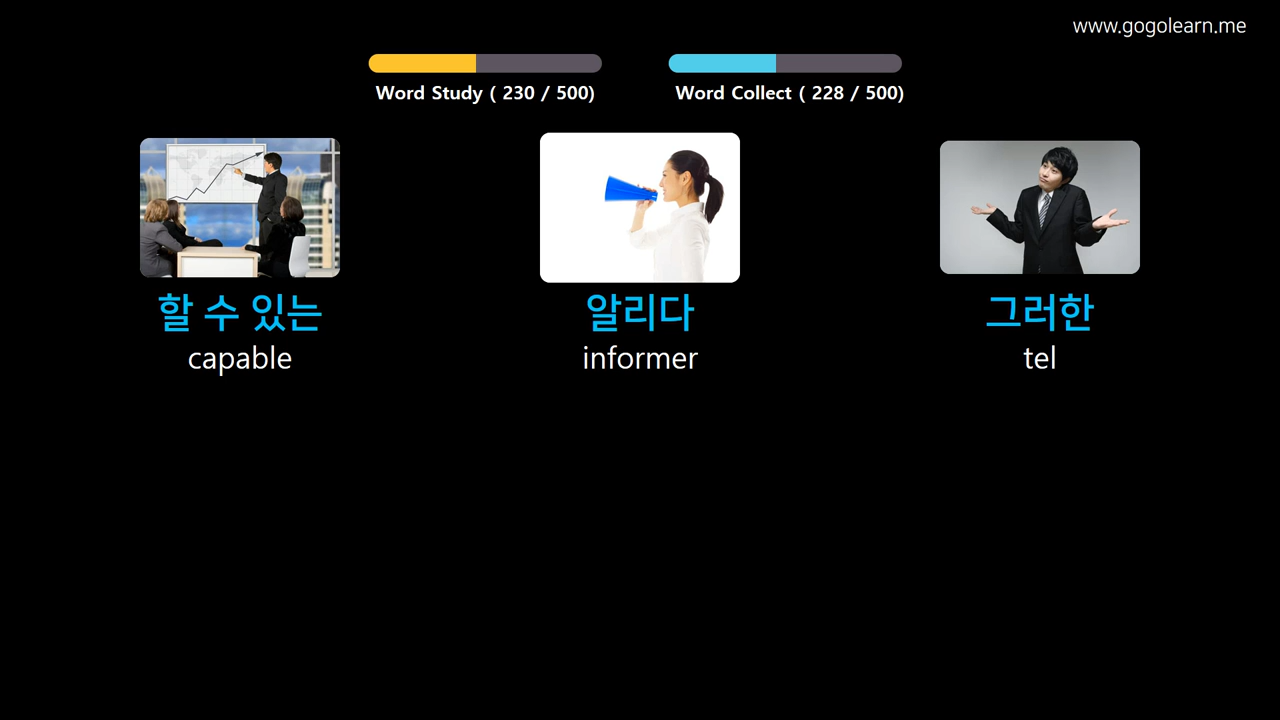 www.gogolearn.me
Word Study ( 230 / 500)
Word Collect ( 228 / 500)
할 수 있는
capable
알리다
informer
그러한
tel